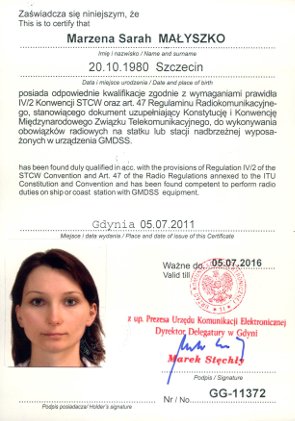 Zaświadcza się niniejszym, że
This is to certify that
Marzena Sarah MAŁYSZKO
Imię i nazwisko / Name and surname
20.10.1980 Szczecin
Data i miejsce urodzenia / Date and place of birth
posiada odpowiednie kwalifikacje zgodnie z wymaganiami prawidła
IV/2 Konwencji STCW oraz art. 47 Regulaminu Radiokomunikacyjne-
go, stanowiącego dokument uzupełniający Konstytucję i Konwencję
Międzynarodowego Związku Telekomunikacyjnego, do wykonywania
obowiązków radiowych na statku lub stacji nadbrzeżnej wyposa-
żonych w urządzenia GMDSS.
has been found duly qualified in acc. with the provisions of Regulation IV/2 of the
STCW Convention and Art. 47 of the Radio Regulations annexed to the ITU
Constitution and Convention and has been found competent to perform radio
duties on ship or coast station with GMDSS equipment.
Gdynia 05.07.2011
Miejsce i data wydania / Place and date of issue of this Certificate
Ważne do 05.07.2016
Valid till
z up. Prezesa Urzędu Komunikacji Elektronicznej
Dyrektor Delegatury w Gdyni
Marek Stęchły
Podpis / Signature
Nr / No. GG-11372
Podpis posiadacza/ Holder's signature